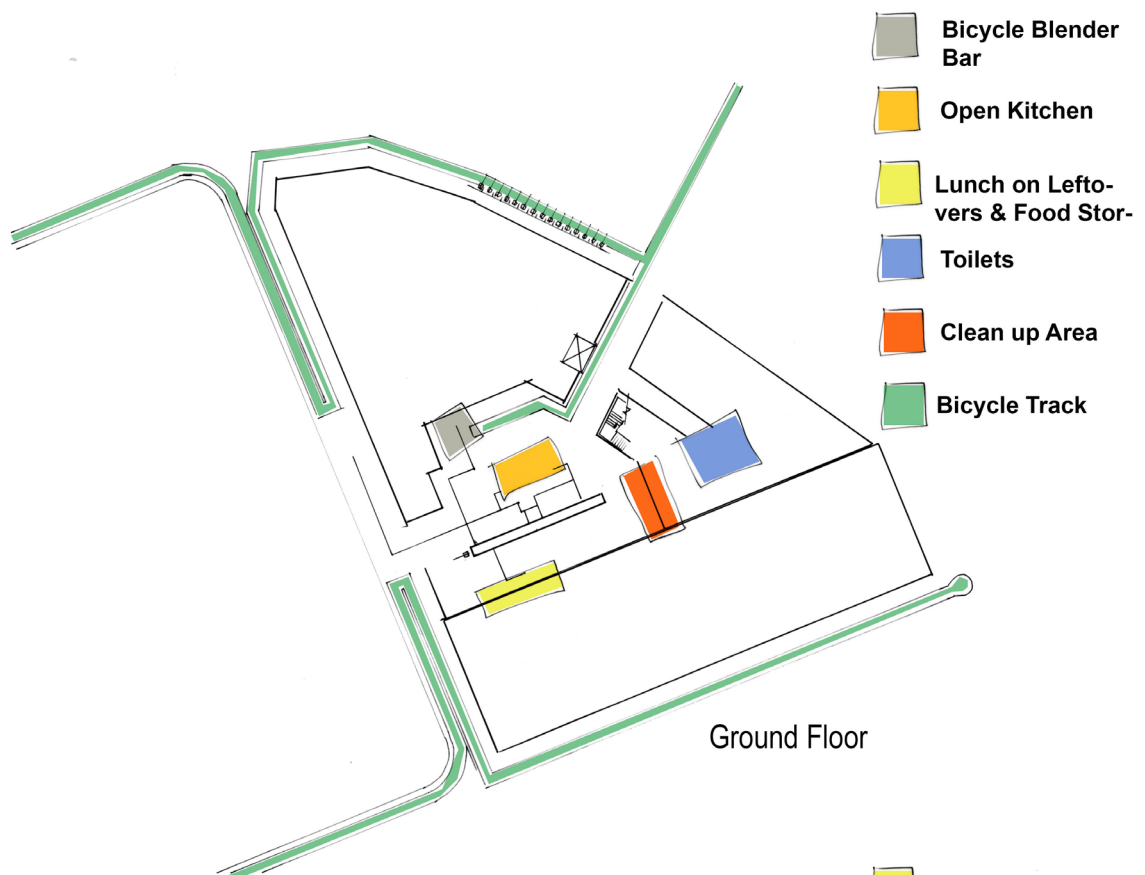 Bicycle Blender
Bar
Open Kitchen
Lunch on Lefto-
vers & Food Stor-
Toilets
Clean up Area
Bicycle Track
Ground Floor